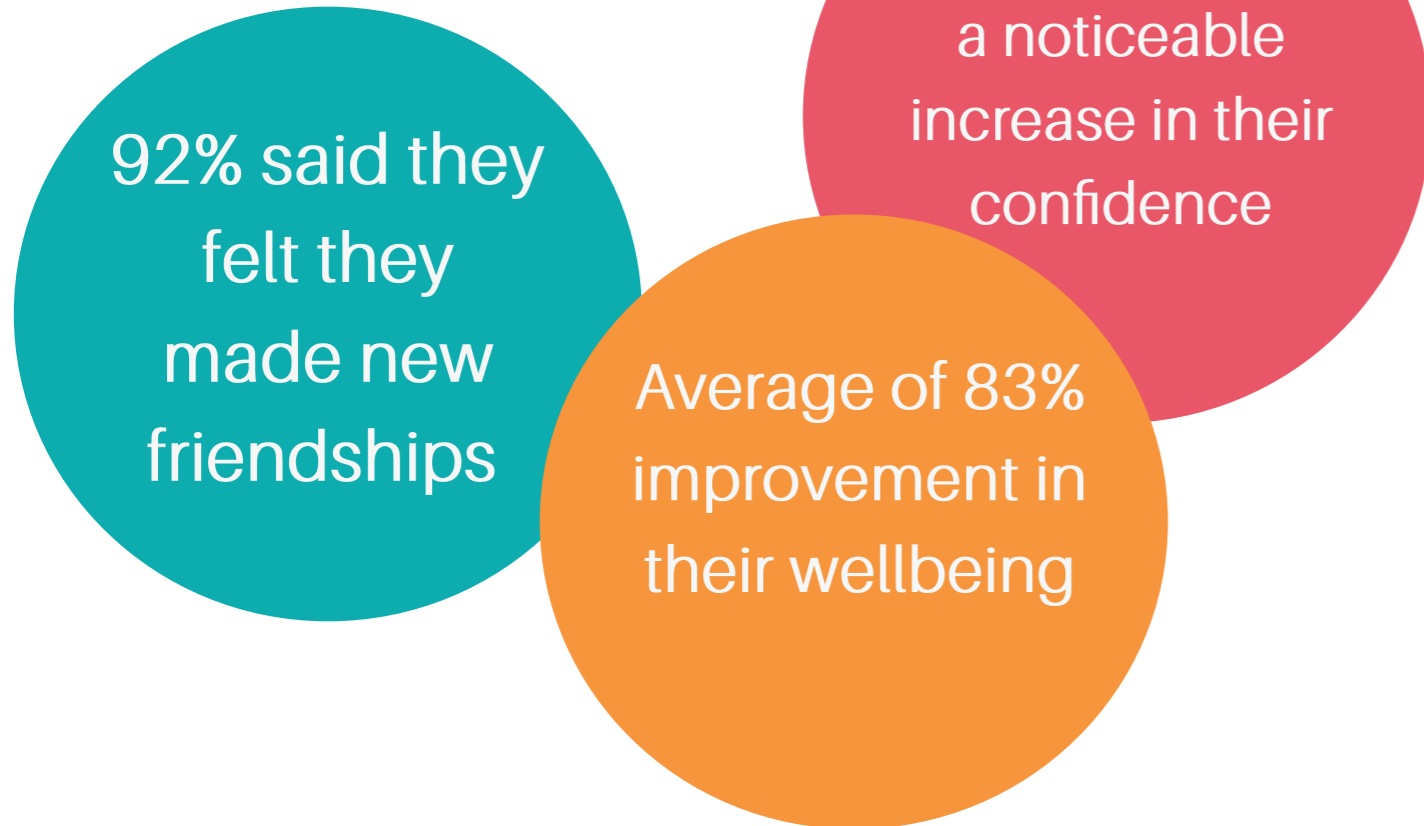 92% said they
felt they
made new
friendships
a noticeable
increase in their
confidence
Average of 83%
improvement in
their wellbeing